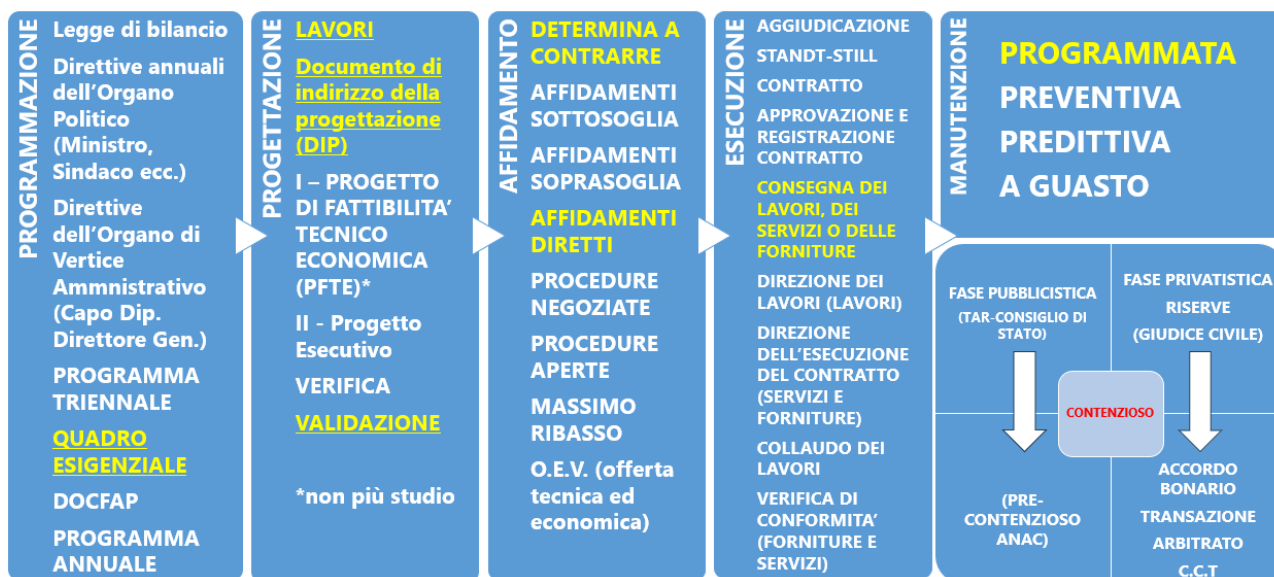 PROGRAMMAZIONE
Legge di bilancio
Direttive annuali
dell'Organo
Politico
(Ministro,
Sindaco ecc.)
Direttive
dell'Organo di
Vertice
Ammnistrativo
(Capo Dip.
Direttore Gen.)
PROGRAMMA
TRIENNALE
QUADRO
ESIGENZIALE
DOCFAP
PROGRAMMA
ANNUALE
PROGETTAZIONE
LAVORI
Documento di
indirizzo della
progettazione
(DIP)
I – PROGETTO
DI FATTIBILITA'
TECNICO
ECONOMICA
(PFTE)*
II - Progetto
Esecutivo
VERIFICA
VALIDAZIONE
*non più studio
AFFIDAMENTO
DETERMINA A
CONTRARRE
AFFIDAMENTI
SOTTOSOGLIA
AFFIDAMENTI
SOPRASOGLIA
AFFIDAMENTI
DIRETTI
PROCEDURE
NEGOZIATE
PROCEDURE
APERTE
MASSIMO
RIBASSO
O.E.V. (offerta
tecnica ed
economica)
ESECUZIONE
AGGIUDICAZIONE
STANDT-STILL
CONTRATTO
APPROVAZIONE E
REGISTRAZIONE
CONTRATTO
CONSEGNA DEI
LAVORI, DEI
SERVIZI O DELLE
FORNITURE
DIREZIONE DEI
LAVORI (LAVORI)
DIREZIONE
DELL'ESECUZIONE
DEL CONTRATTO
(SERVIZI E
FORNITURE)
COLLAUDO DEI
LAVORI
VERIFICA DI
CONFORMITA'
(FORNITURE E
SERVIZI)
MANUTENZIONE
PROGRAMMATA
PREVENTIVA
PREDITTIVA
A GUASTO
FASE PUBBLICISTICA
(TAR-CONSIGLIO DI
STATO)
FASE PRIVATISTICA
RISERVE
(GIUDICE CIVILE)
CONTENZIOSO
(PRE-
CONTENZIOSO
ANAC)
ACCORDO
BONARIO
TRANSAZIONE
ARBITRATO
C.C.T